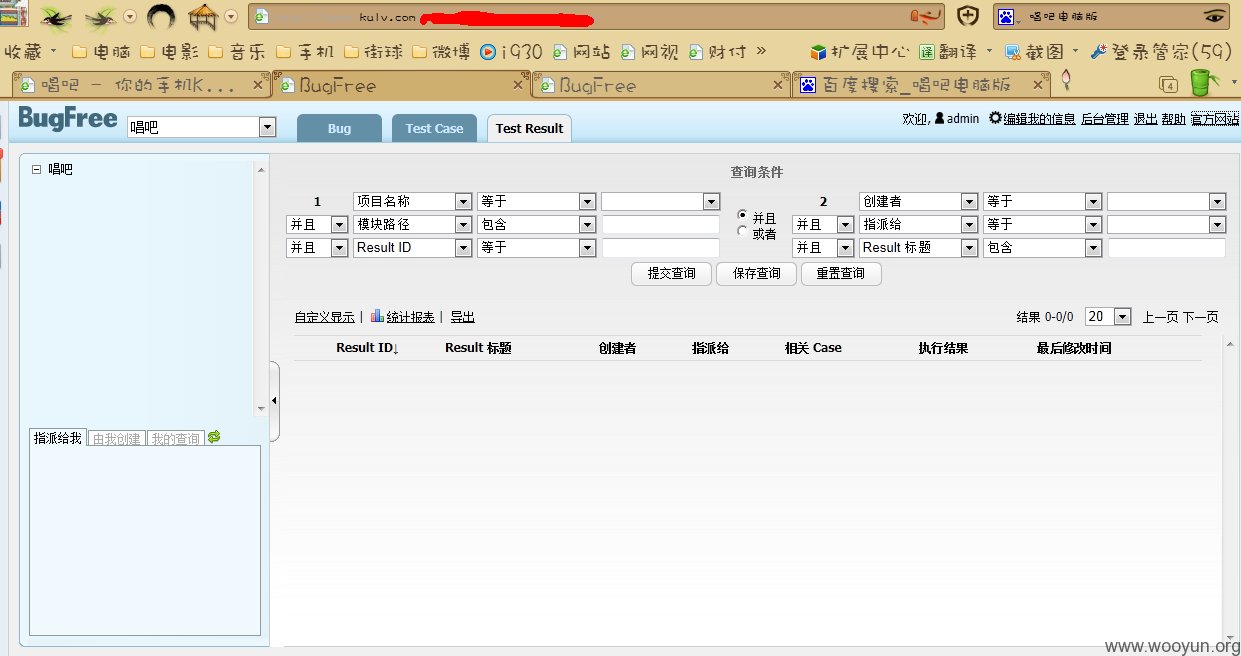 kulv.com 唱吧电脑版
收藏 电脑 电影 音乐 手机 街球 微博 iG30 网站 网视 财付 » 扩展中心 翻译 截图 登录管家(5G)
唱吧 － 你的手机K... × BugFree × BugFree × 百度搜索_唱吧电脑版 × 4
BugFree 唱吧 Bug Test Case Test Result 欢迎, admin 编辑我的信息 后台管理 退出 帮助 官方网站
唱吧
查询条件
1 项目名称 等于 2 创建者 等于
并且 模块路径 包含 并且 指派给 等于
并且
或者
并且 Result ID 等于 并且 Result 标题 包含
提交查询 保存查询 重置查询
自定义显示 | 统计报表 | 导出 结果 0-0/0 20 上一页 下一页
Result ID↓ Result 标题 创建者 指派给 相关 Case 执行结果 最后修改时间
指派给我 由我创建 我的查询
www.wooyun.org